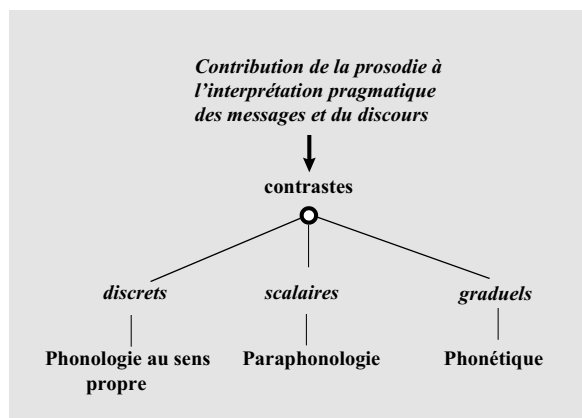 Contribution de la prosodie à
l'interprétation pragmatique
des messages et du discours
contrastes
discrets scalaires graduels
Phonologie au sens propre Paraphonologie Phonétique